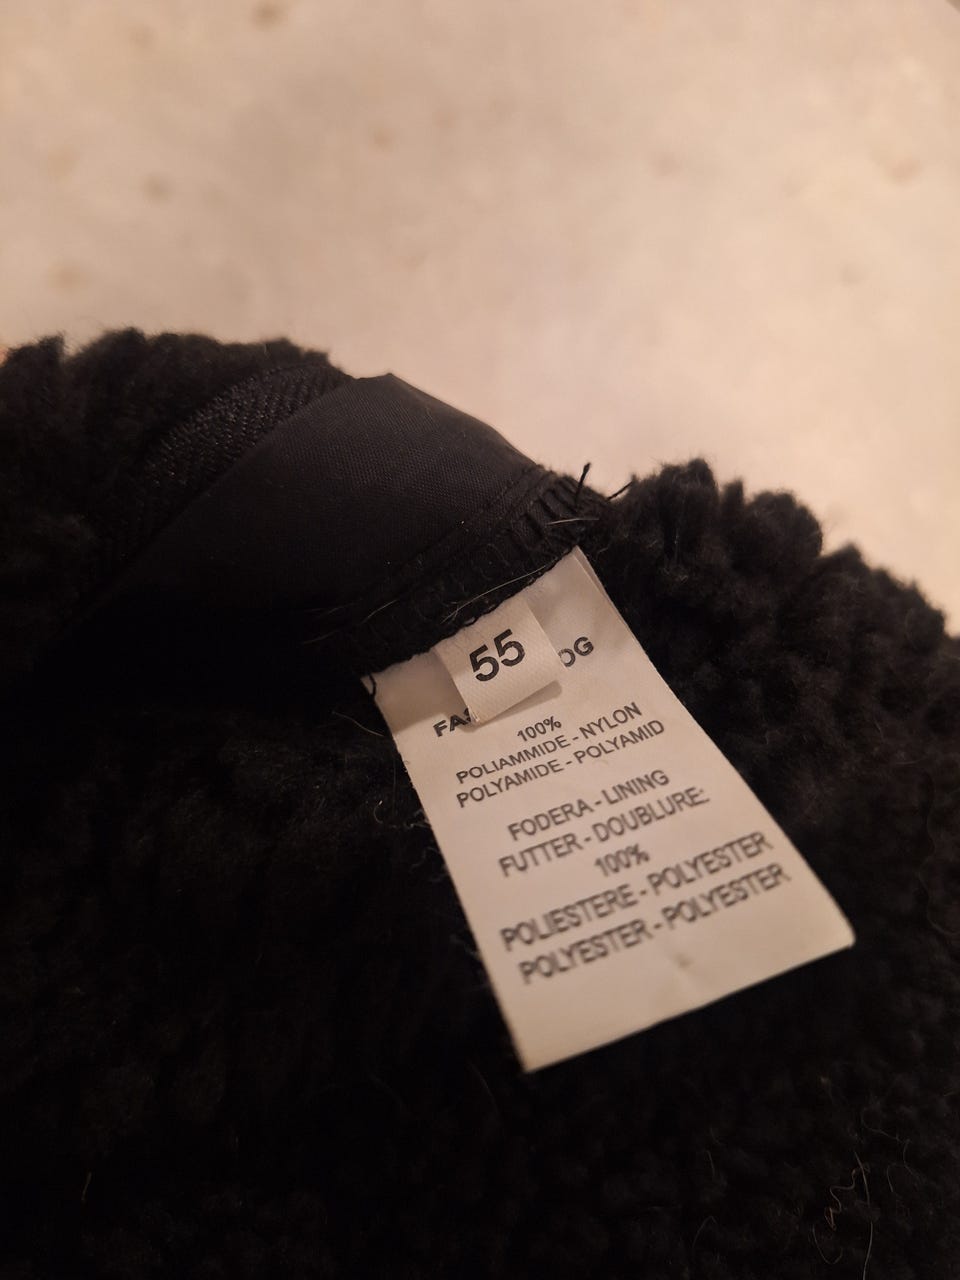 55
100%
POLIAMMIDE - NYLON
POLYAMIDE - POLYAMID
FODERA - LINING
FUTTER - DOUBLURE:
100%
POLIESTERE - POLYESTER
POLYESTER - POLYESTER